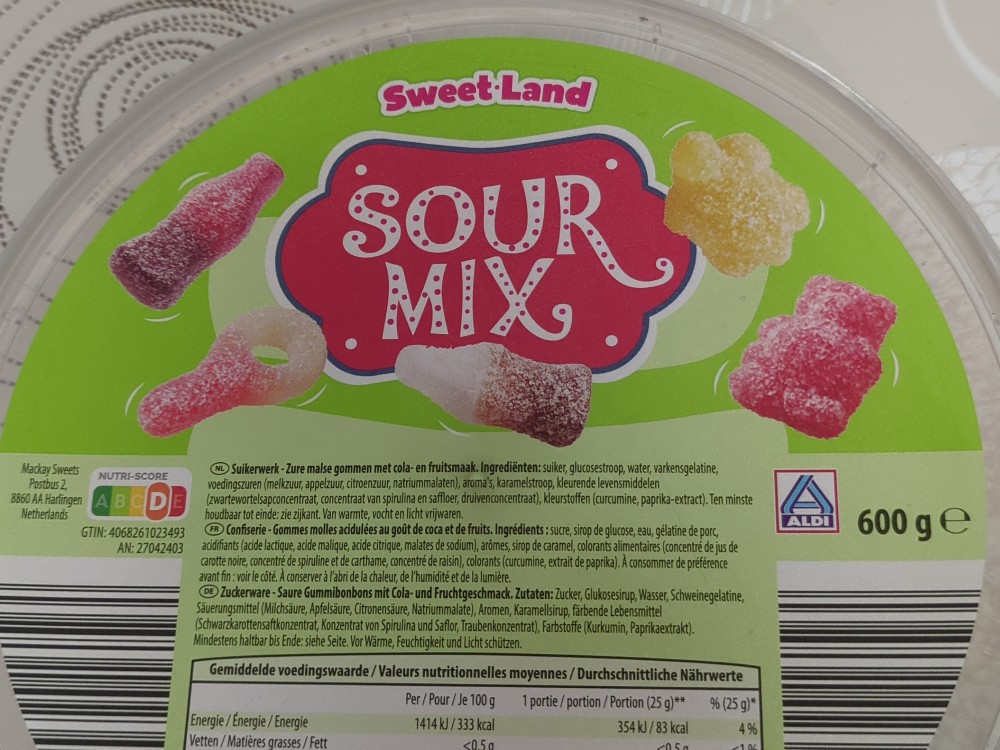 Sweet·Land
SOUR
MIX
Mackay Sweets
Postbus 2,
8860 AA Harlingen
Netherlands
NUTRI-SCORE
A B C D E
GTIN: 4068261023493
AN: 27042403
NL Suikerwerk - Zure malse gommen met cola- en fruitsmaak. Ingrediënten: suiker, glucosestroop, water, varkensgelatine,
voedingszuren (melkzuur, appelzuur, citroenzuur, natriummalaten), aroma's, karamelstroop, kleurende levensmiddelen
(zwartewortelsapconcentraat, concentraat van spirulina en saffloer, druivenconcentraat), kleurstoffen (curcumine, paprika-extract). Ten minste
houdbaar tot einde: zie zijkant. Van warmte, vocht en licht vrijwaren.
FR Confiserie - Gommes molles acidulées au goût de coca et de fruits. Ingrédients : sucre, sirop de glucose, eau, gélatine de porc,
acidifiants (acide lactique, acide malique, acide citrique, malates de sodium), arômes, sirop de caramel, colorants alimentaires (concentré de jus de
carotte noire, concentré de spiruline et de carthame, concentré de raisin), colorants (curcumine, extrait de paprika). À consommer de préférence
avant fin : voir le côté. À conserver à l'abri de la chaleur, de l'humidité et de la lumière.
DE Zuckerware - Saure Gummibonbons mit Cola- und Fruchtgeschmack. Zutaten: Zucker, Glukosesirup, Wasser, Schweinegelatine,
Säuerungsmittel (Milchsäure, Apfelsäure, Citronensäure, Natriummalate), Aromen, Karamellsirup, färbende Lebensmittel
(Schwarzkarottensaftkonzentrat, Konzentrat von Spirulina und Saflor, Traubenkonzentrat), Farbstoffe (Kurkumin, Paprikaextrakt).
Mindestens haltbar bis Ende: siehe Seite. Vor Wärme, Feuchtigkeit und Licht schützen.
ALDI
600 g e
Gemiddelde voedingswaarde / Valeurs nutritionnelles moyennes / Durchschnittliche Nährwerte
Per / Pour / Je 100 g 1 portie / portion / Portion (25 g)** % (25 g)*
Energie / Énergie / Energie 1414 kJ / 333 kcal 354 kJ / 83 kcal 4 %
Vetten / Matières grasses / Fett <0,5 g <0,5 g <1 %